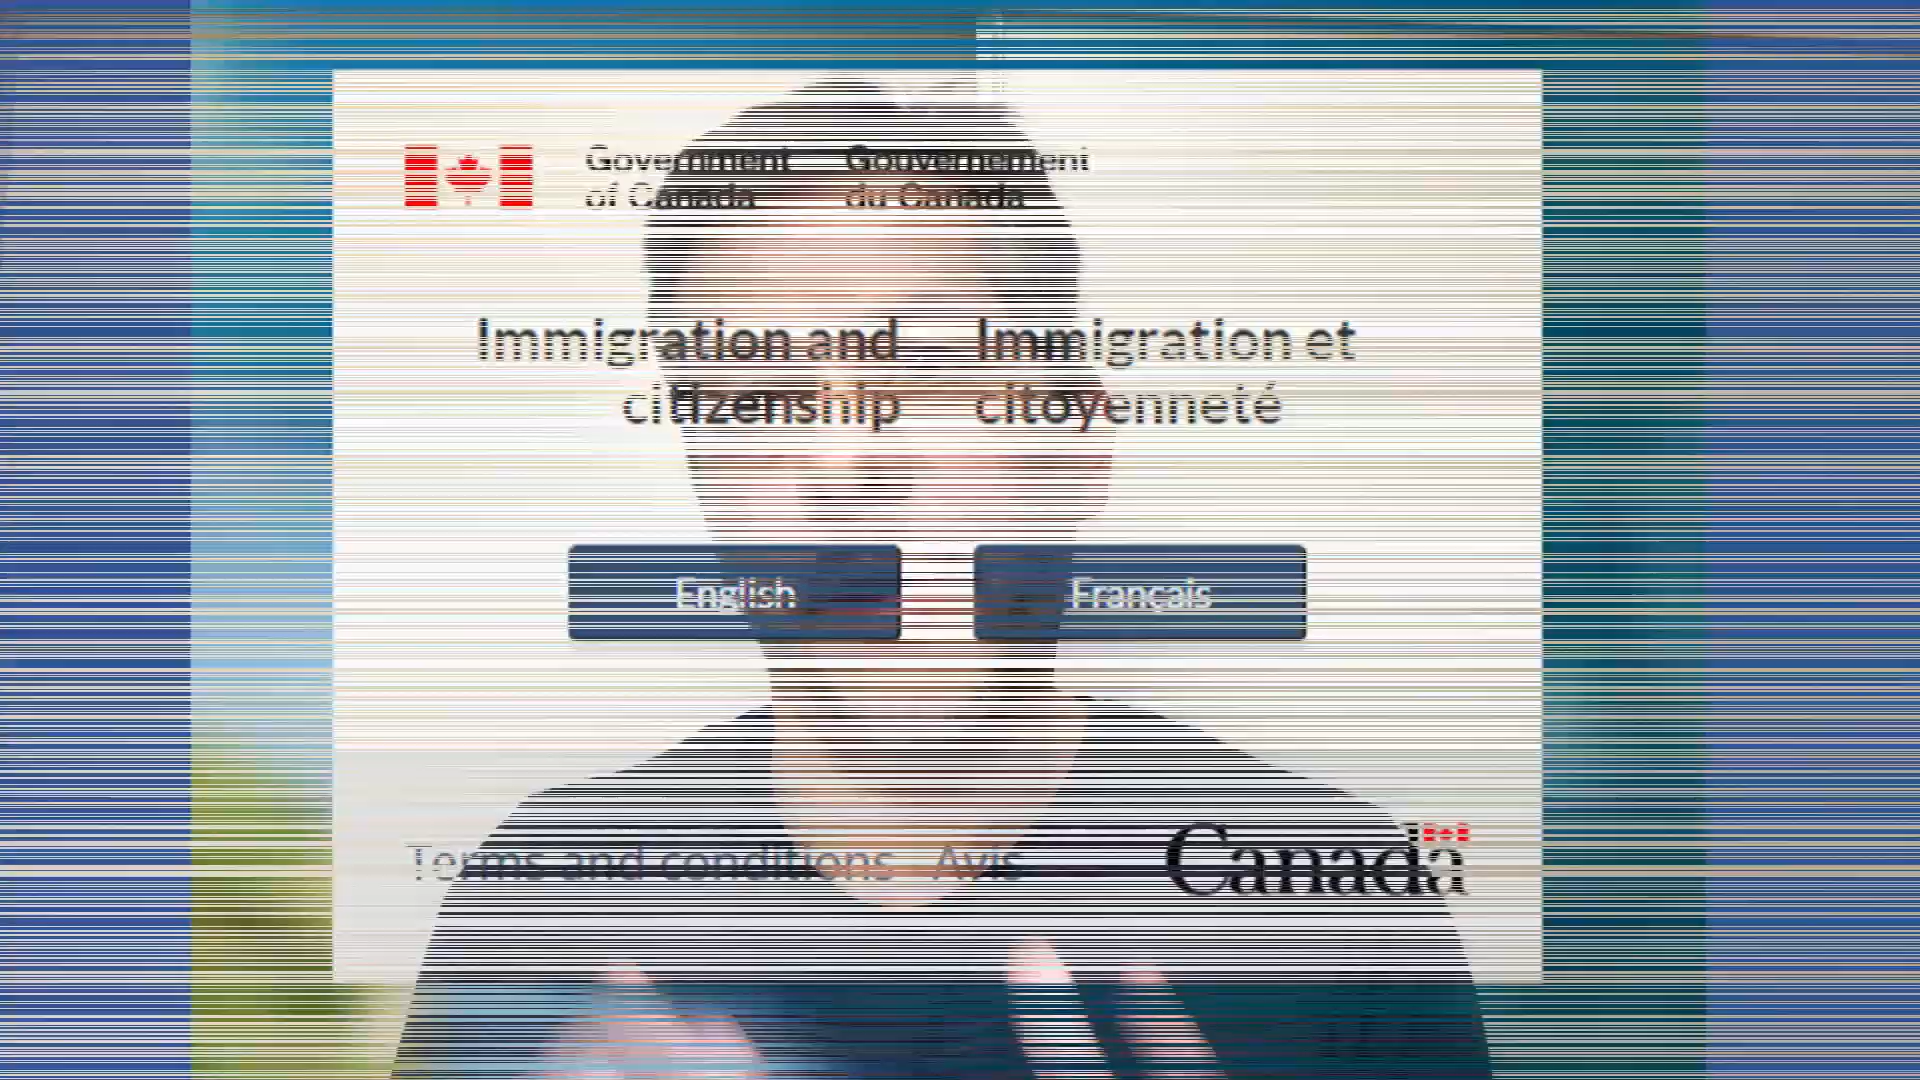 Government Gouvernement
of Canada du Canada
Immigration and Immigration et
citizenship citoyenneté
English Français
Terms and conditions Avis
Canada